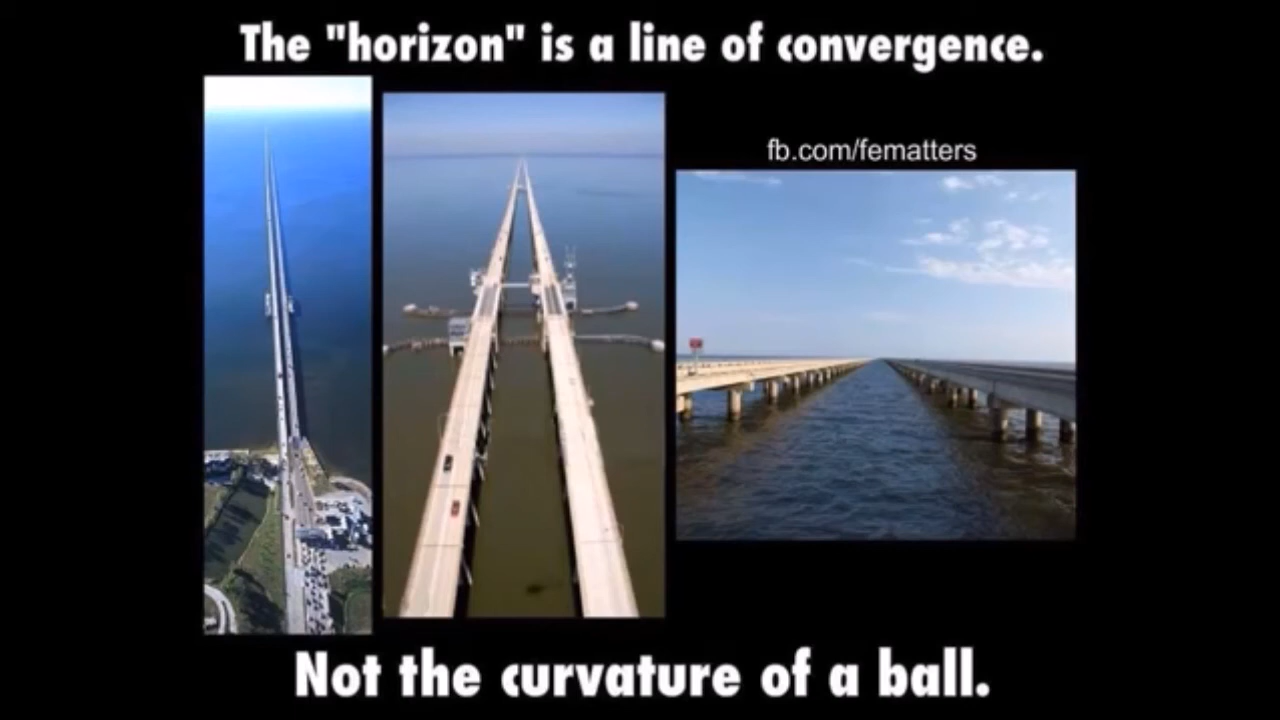 The "horizon" is a line of convergence.
fb.com/fematters
Not the curvature of a ball.